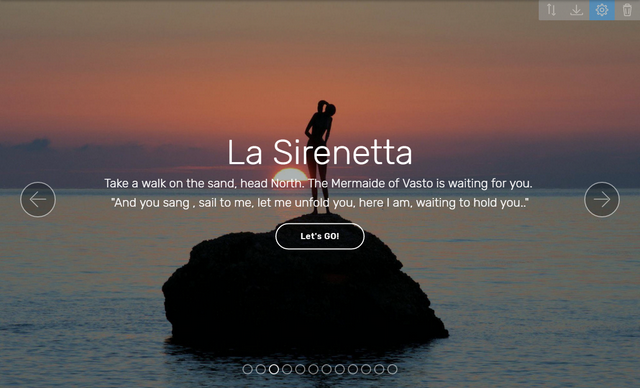 La Sirenetta
Take a walk on the sand, head North. The Mermaide of Vasto is waiting for you.
"And you sang , sail to me, let me unfold you, here I am, waiting to hold you.."
Let's GO!